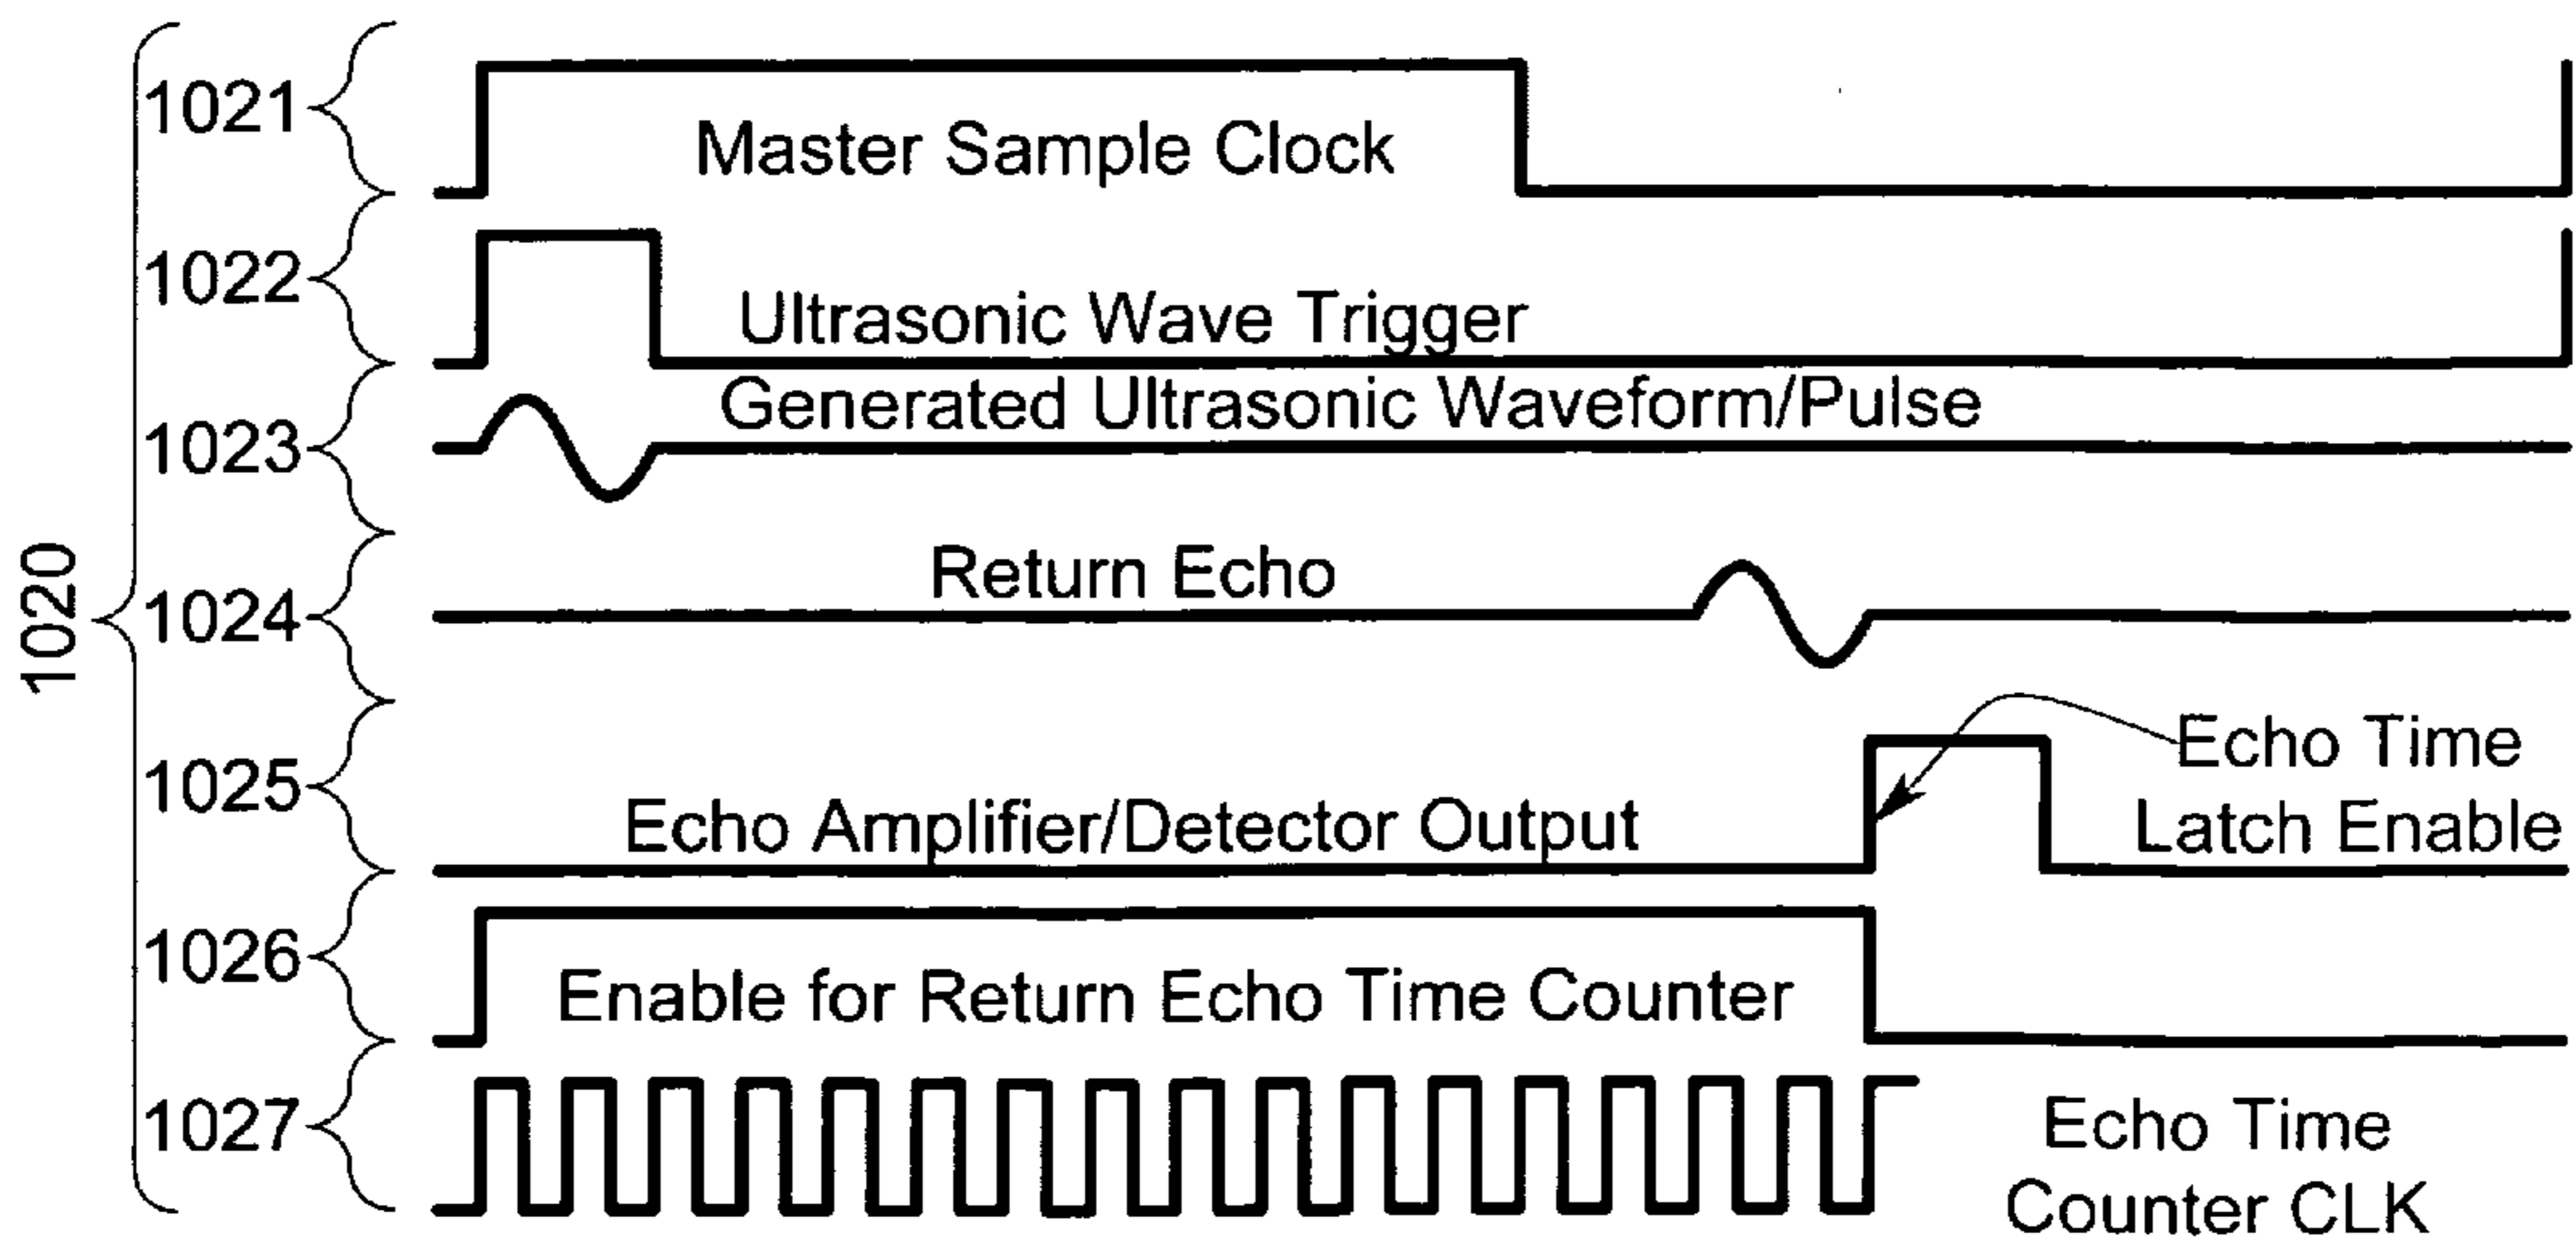 1020
1021
Master Sample Clock
1022
Ultrasonic Wave Trigger
1023
Generated Ultrasonic Waveform/Pulse
1024
Return Echo
1025
Echo Amplifier/Detector Output
Echo Time
Latch Enable
1026
Enable for Return Echo Time Counter
1027
Echo Time
Counter CLK